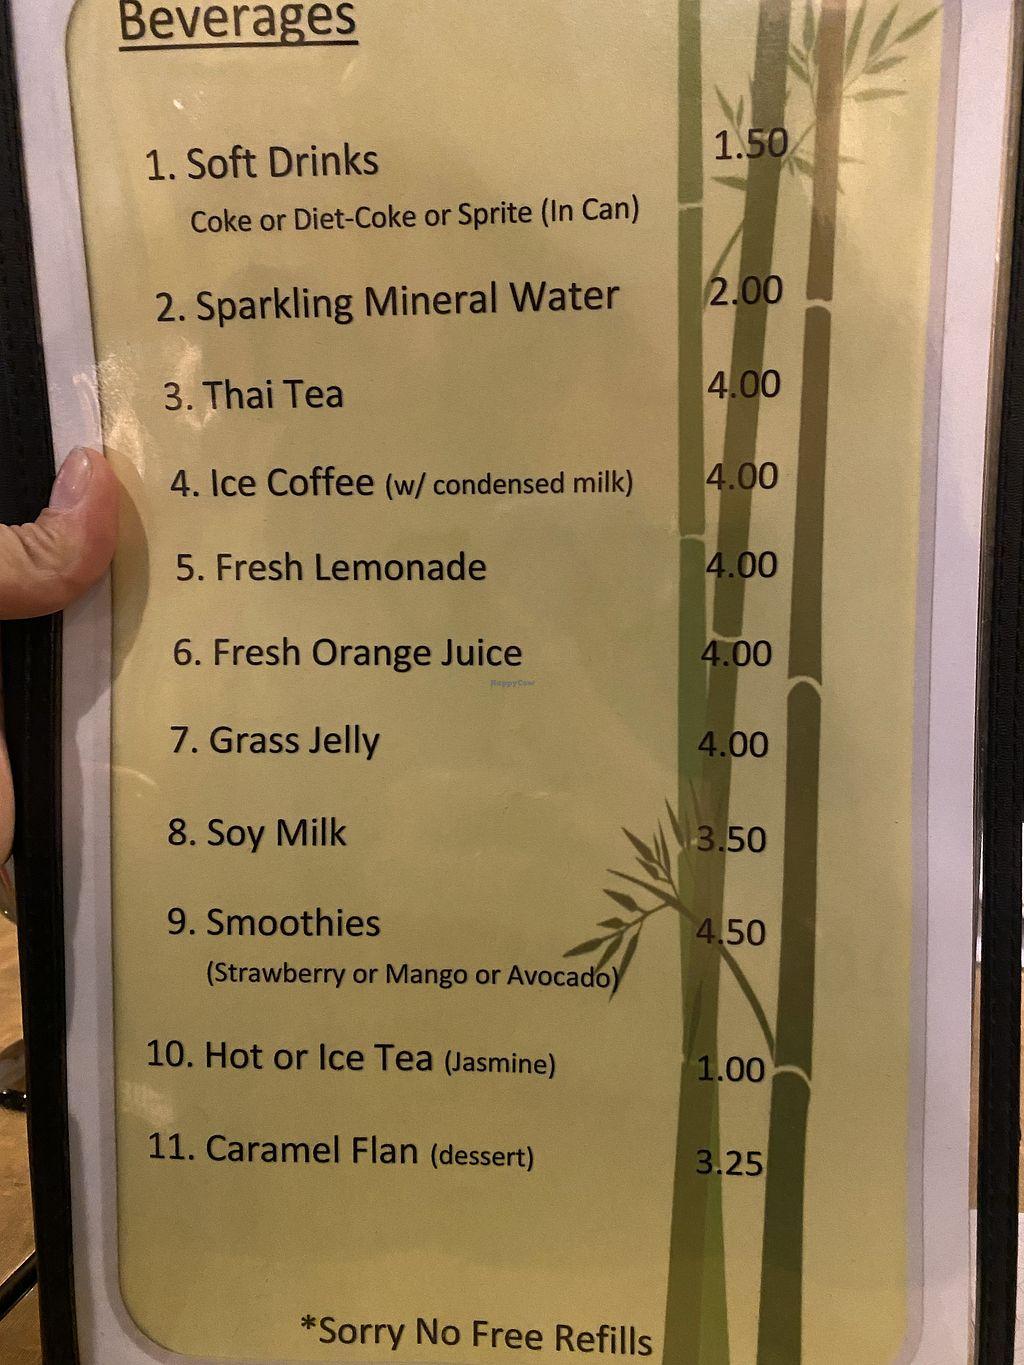 Beverages
1. Soft Drinks 1.50
Coke or Diet-Coke or Sprite (In Can)
2. Sparkling Mineral Water 2.00
3. Thai Tea 4.00
4. Ice Coffee (w/ condensed milk) 4.00
5. Fresh Lemonade 4.00
6. Fresh Orange Juice 4.00
HappyCow
7. Grass Jelly 4.00
8. Soy Milk 3.50
9. Smoothies 4.50
(Strawberry or Mango or Avocado)
10. Hot or Ice Tea (Jasmine) 1.00
11. Caramel Flan (dessert) 3.25
*Sorry No Free Refills